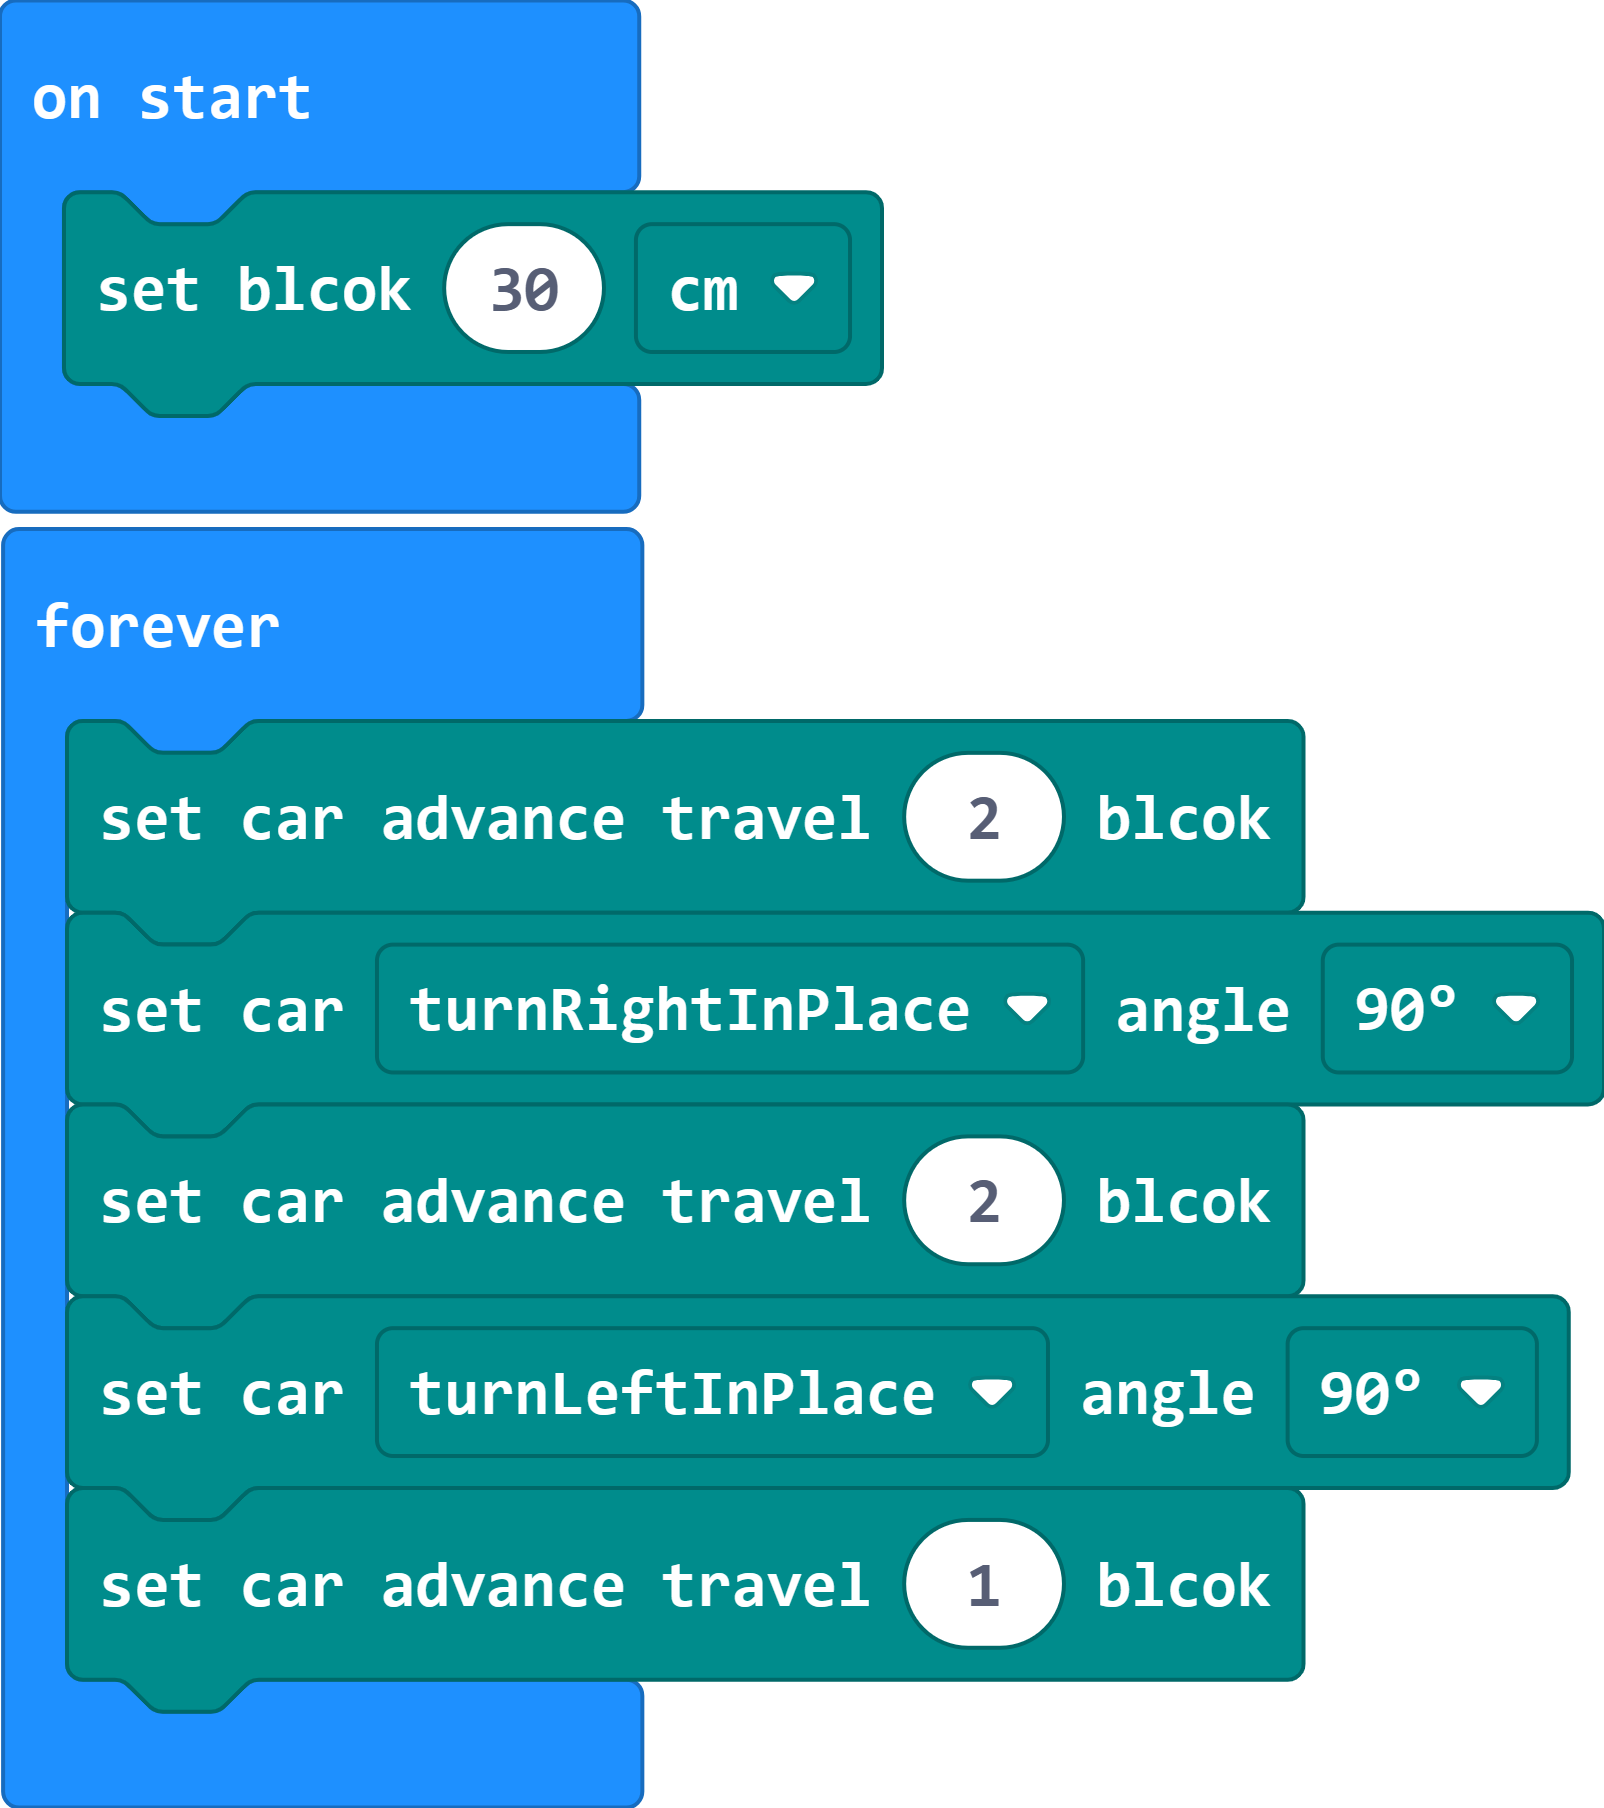 on start
set blcok 30 cm
forever
set car advance travel 2 blcok
set car turnRightInPlace angle 90°
set car advance travel 2 blcok
set car turnLeftInPlace angle 90°
set car advance travel 1 blcok